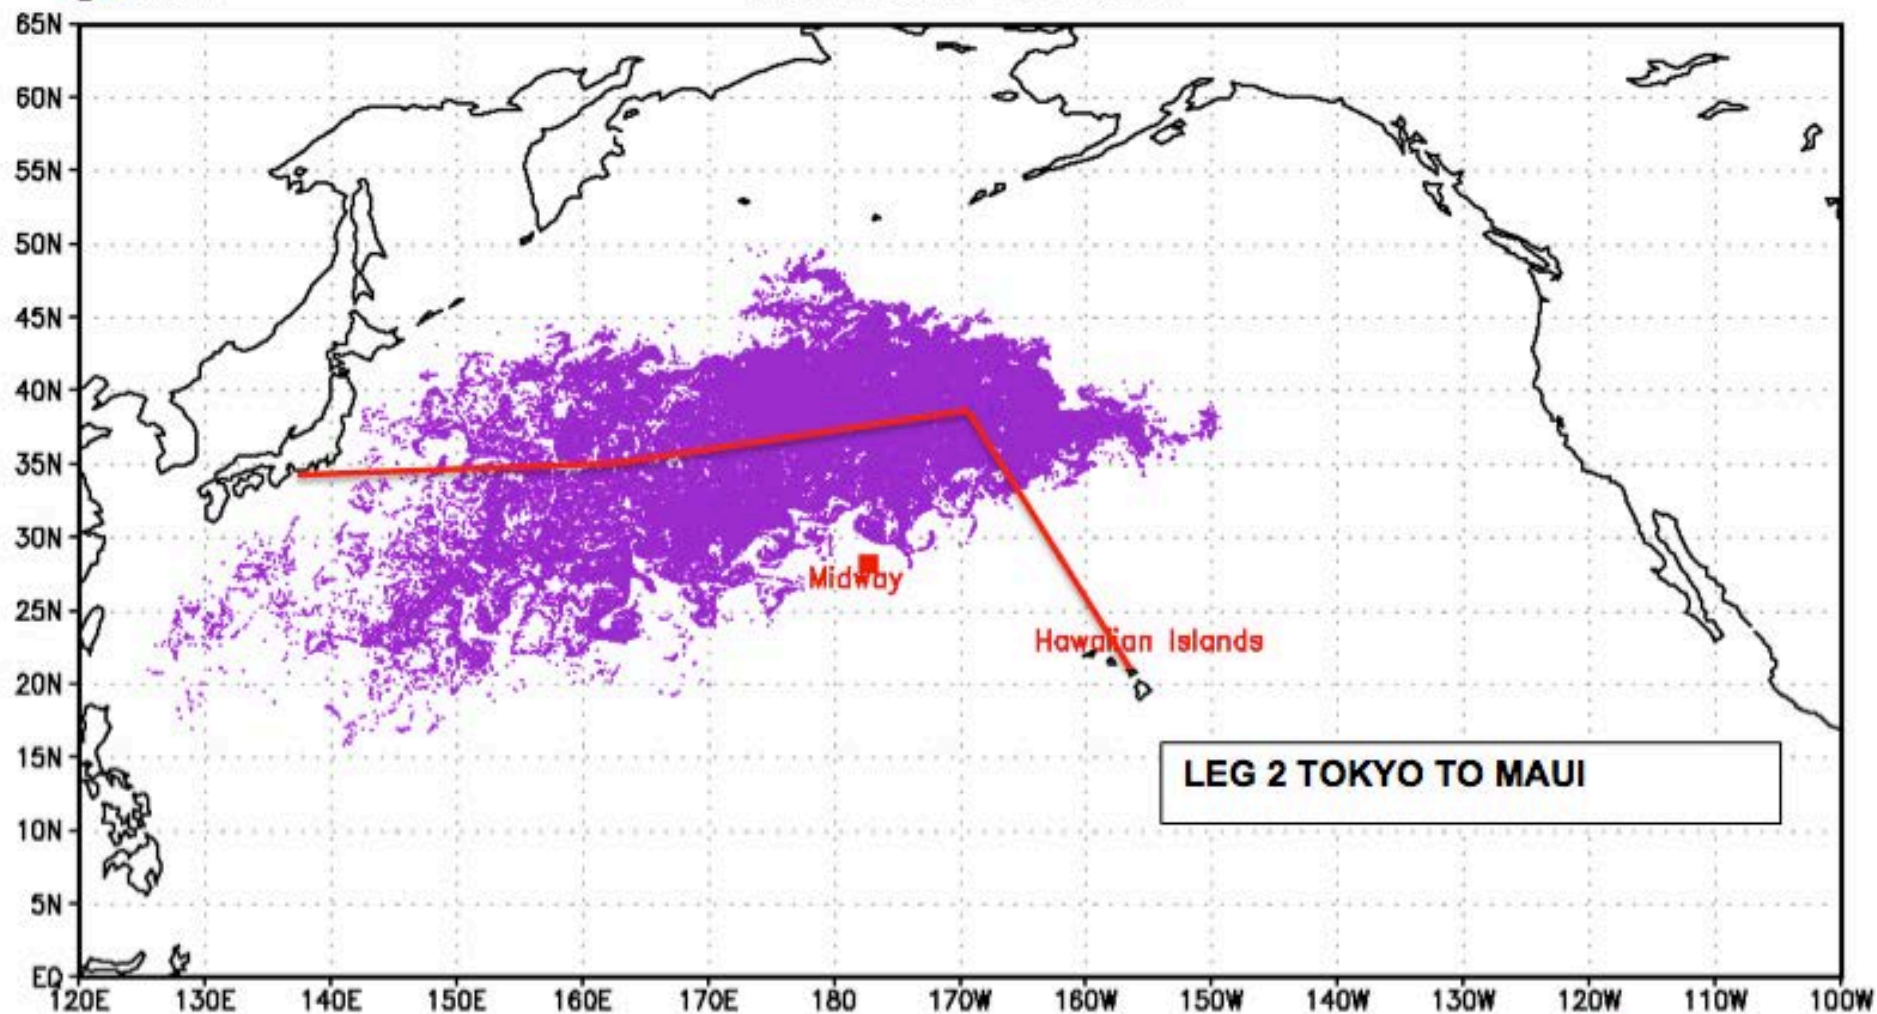 65N
60N
55N
50N
45N
40N
35N
30N
25N
20N
15N
10N
5N
EQ
Midway
Hawaiian Islands
LEG 2 TOKYO TO MAUI
120E 130E 140E 150E 160E 170E 180 170W 160W 150W 140W 130W 120W 110W 100W